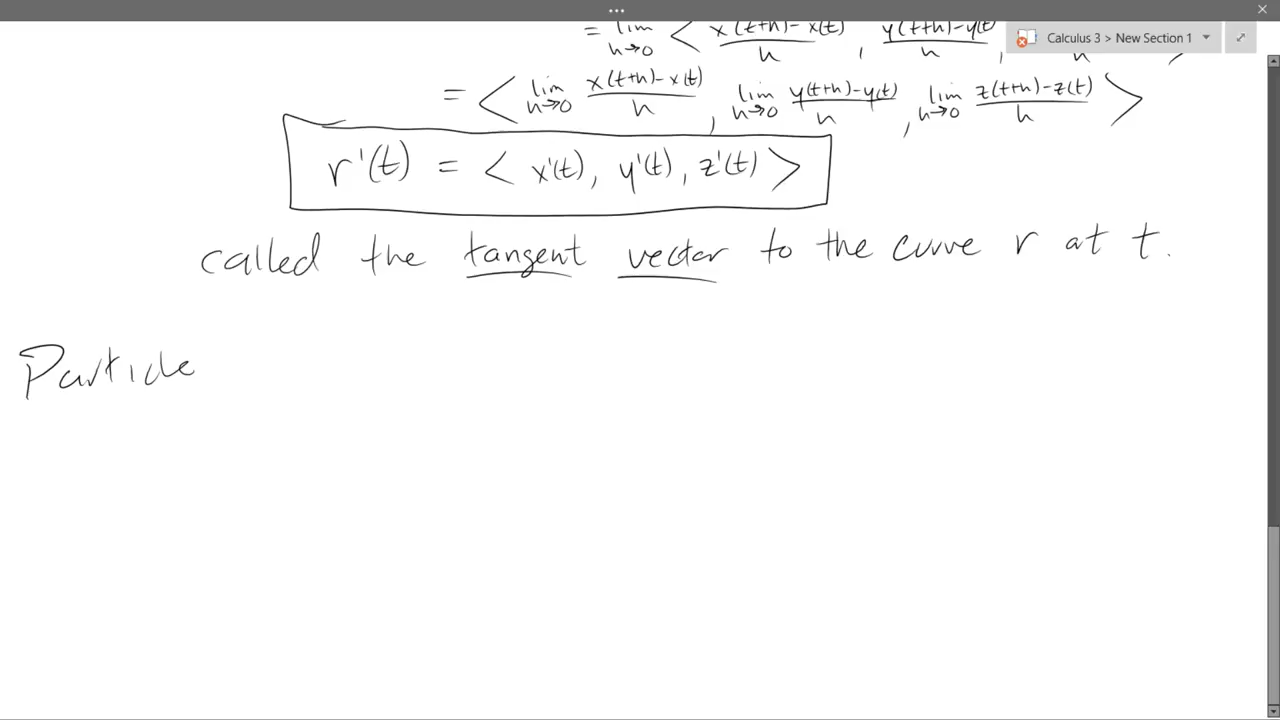 = lim h→0 < x(t+h)-x(t) / h , y(t+h)-y(t) / h
Calculus 3 > New Section 1
= < lim h→0 x(t+h)-x(t) / h , lim h→0 y(t+h)-y(t) / h , lim h→0 z(t+h)-z(t) / h >
r'(t) = < x'(t), y'(t), z'(t) >
called the tangent vector to the curve r at t.
Particle